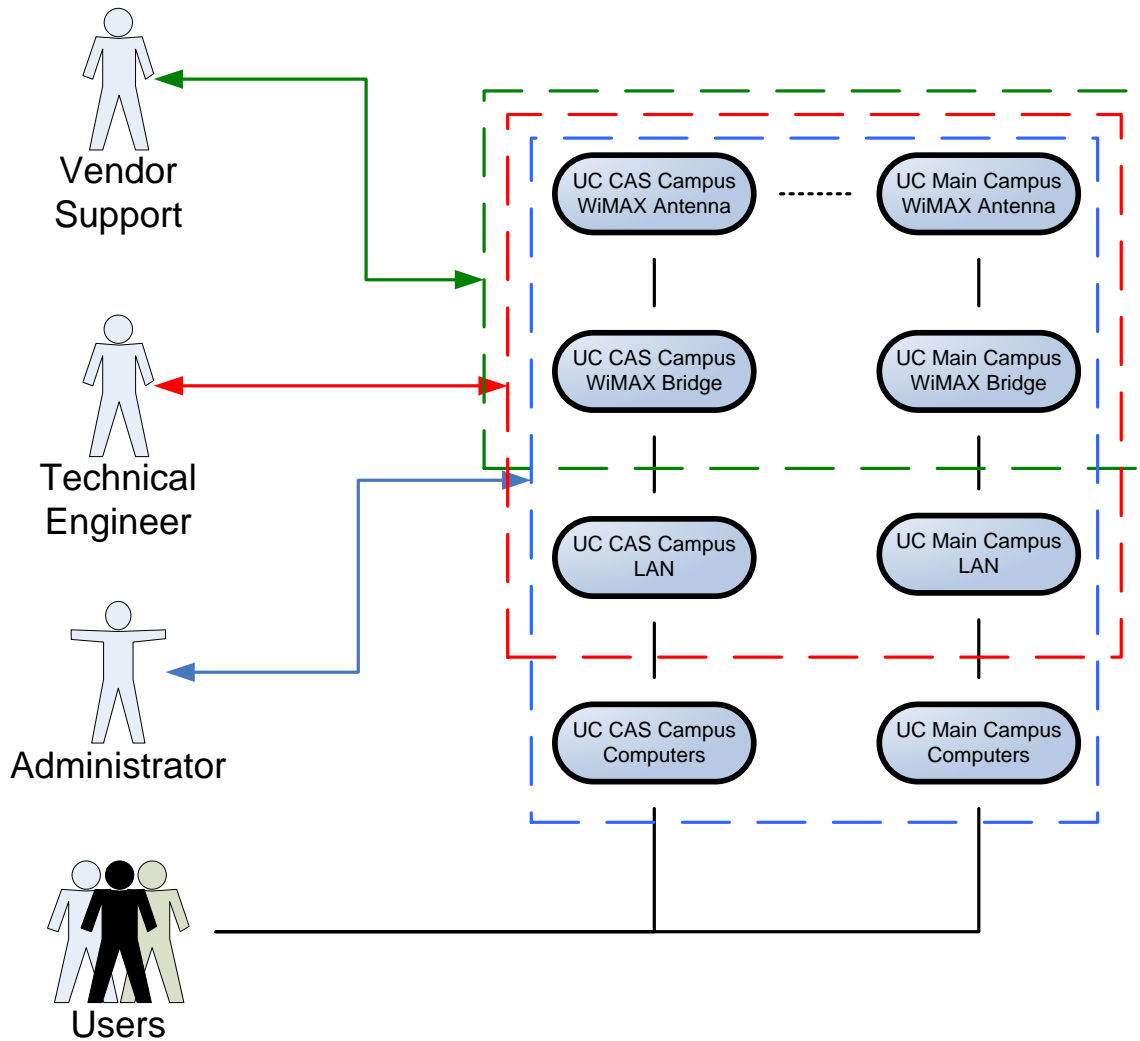 Vendor
Support
Technical
Engineer
Administrator
Users
UC CAS Campus
WiMAX Antenna
UC Main Campus
WiMAX Antenna
UC CAS Campus
WiMAX Bridge
UC Main Campus
WiMAX Bridge
UC CAS Campus
LAN
UC Main Campus
LAN
UC CAS Campus
Computers
UC Main Campus
Computers